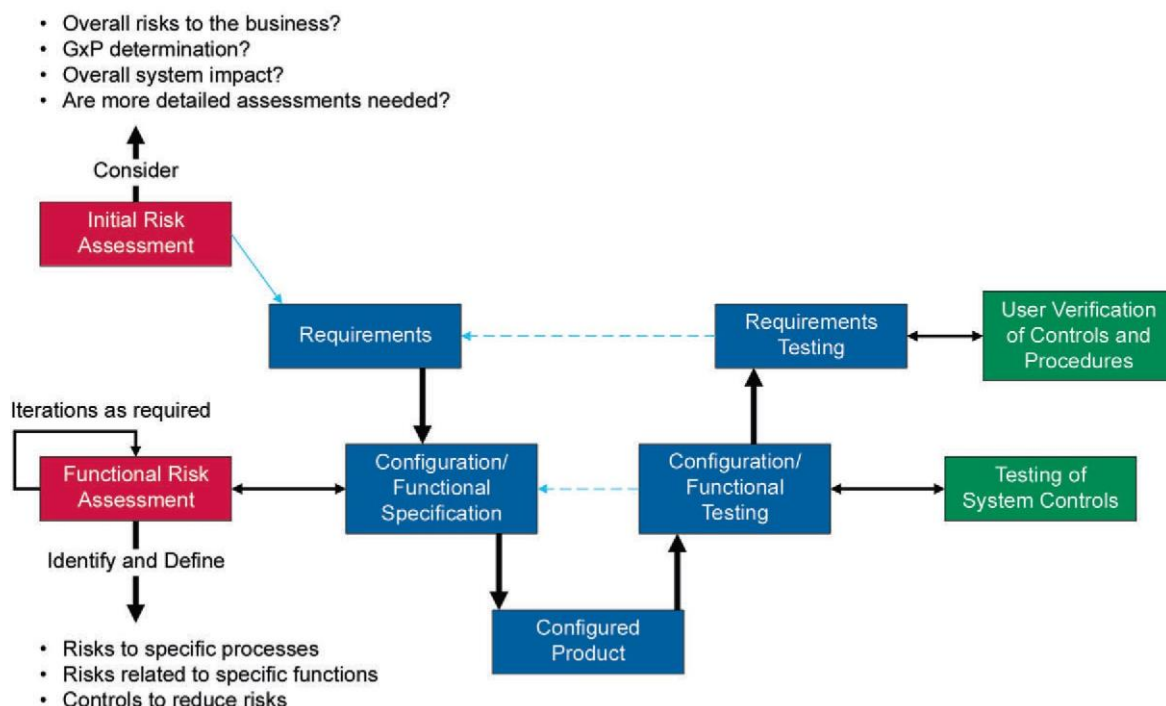 • Overall risks to the business?
• GxP determination?
• Overall system impact?
• Are more detailed assessments needed?
Consider
Initial Risk
Assessment
Requirements
Requirements
Testing
User Verification
of Controls and
Procedures
Iterations as required
Functional Risk
Assessment
Configuration/
Functional
Specification
Configuration/
Functional
Testing
Testing of
System Controls
Identify and Define
Configured
Product
• Risks to specific processes
• Risks related to specific functions
• Controls to reduce risks